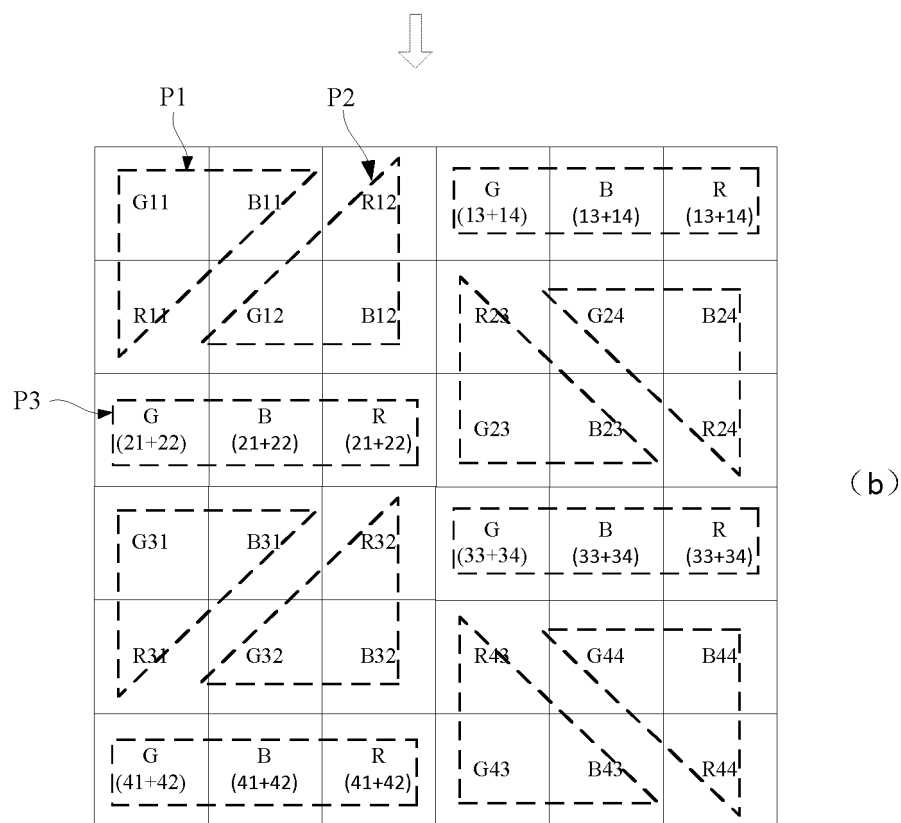 P1 P2
G11 B11 R12 G B R
(13+14) (13+14) (13+14)
R11 G12 B12 R23 G24 B24
P3
G B R G23 B23 R24
(21+22) (21+22) (21+22)
(b)
G31 B31 R32 G B R
(33+34) (33+34) (33+34)
R31 G32 B32 R43 G44 B44
G B R G43 B43 R44
(41+42) (41+42) (41+42)